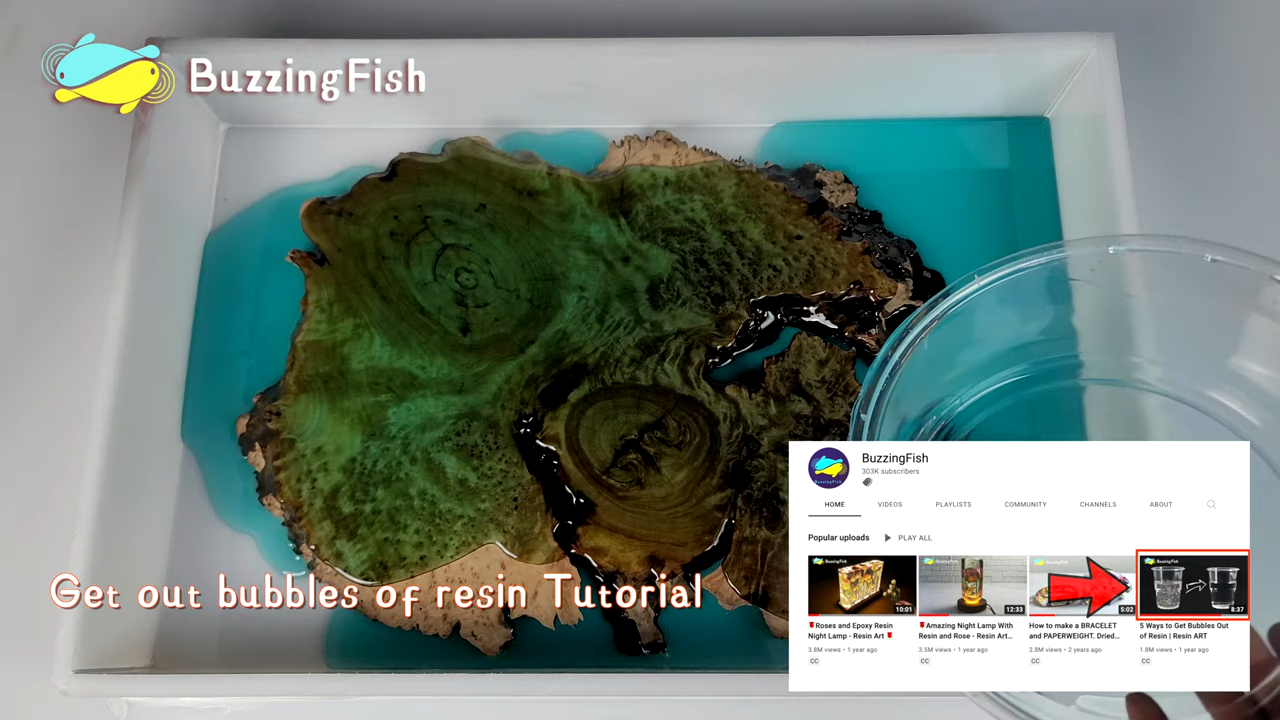 BuzzingFish
Get out bubbles of resin Tutorial
BuzzingFish
303K subscribers
HOME VIDEOS PLAYLISTS COMMUNITY CHANNELS ABOUT
Popular uploads PLAY ALL
BuzzingFish BuzzingFish BuzzingFish
10:01 12:33 5:02 8:37
Roses and Epoxy Resin
Night Lamp - Resin Art
3.8M views • 1 year ago
CC
Amazing Night Lamp With
Resin and Rose - Resin Art...
3.5M views • 1 year ago
CC
How to make a BRACELET
and PAPERWEIGHT. Dried...
2.8M views • 2 years ago
CC
5 Ways to Get Bubbles Out
of Resin | Resin ART
1.8M views • 1 year ago
CC